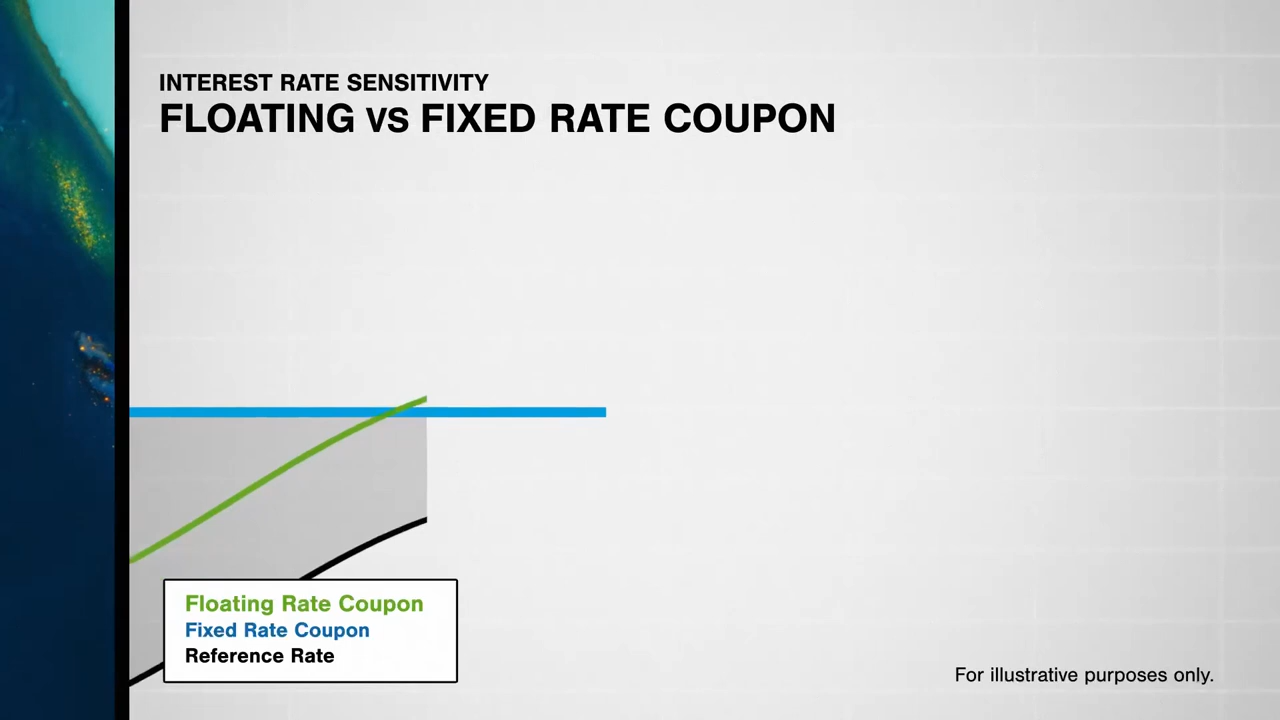 INTEREST RATE SENSITIVITY
FLOATING VS FIXED RATE COUPON
Floating Rate Coupon
Fixed Rate Coupon
Reference Rate
For illustrative purposes only.